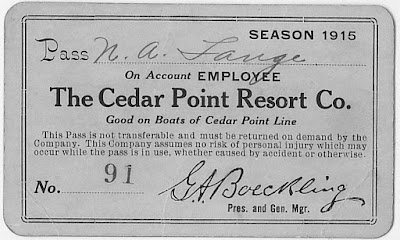 SEASON 1915
Pass N. A. Lange
On Account EMPLOYEE
The Cedar Point Resort Co.
Good on Boats of Cedar Point Line
This Pass is not transferable and must be returned on demand by the
Company. This Company assumes no risk of personal injury which may
occur while the pass is in use, whether caused by accident or otherwise.
No. 91
G A Boeckling
Pres. and Gen. Mgr.